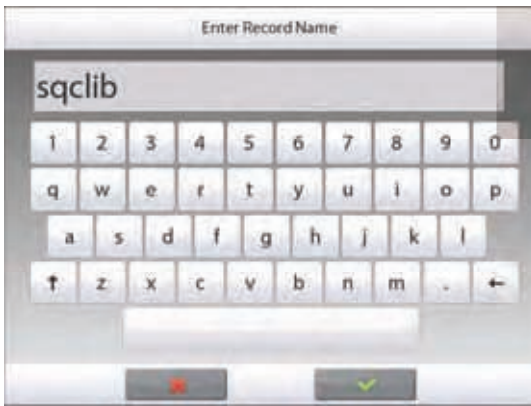 Enter Record Name
sqclib
1 2 3 4 5 6 7 8 9 0
q w e r t y u i o p
a s d f g h j k l
↑ z x c v b n m . ←